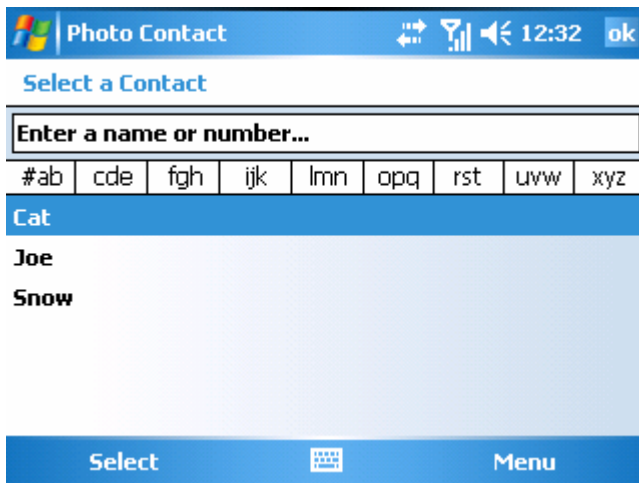 Photo Contact 12:32 ok
Select a Contact
Enter a name or number...
#ab cde fgh ijk lmn opq rst uvw xyz
Cat
Joe
Snow
Select Menu